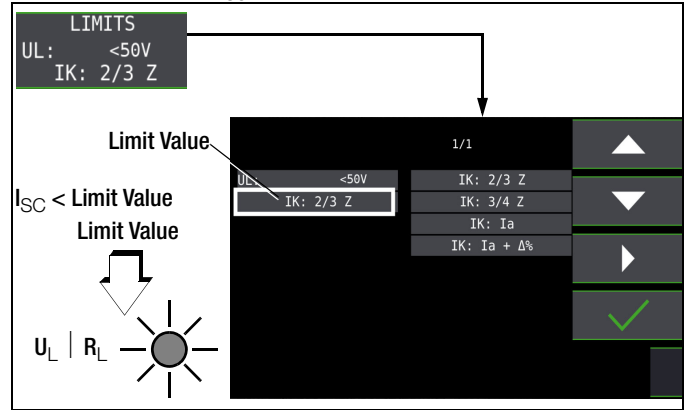 LIMITS
UL: <50V
IK: 2/3 Z
Limit Value
1/1
UL: <50V
IK: 2/3 Z
IK: 2/3 Z
IK: 3/4 Z
IK: Ia
IK: Ia + Δ%
ISC < Limit Value
Limit Value
UL | RL